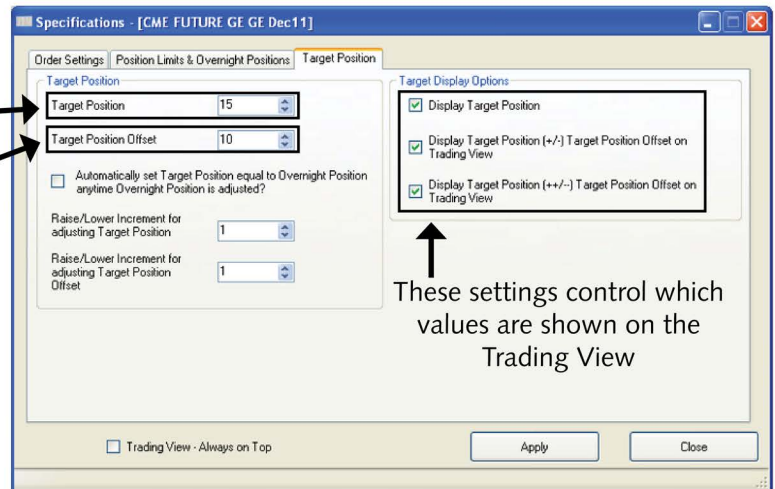 Specifications - [CME FUTURE GE GE Dec11]
Order Settings
Position Limits & Overnight Positions
Target Position
Target Position
Target Position 15
Target Position Offset 10
Automatically set Target Position equal to Overnight Position
anytime Overnight Position is adjusted?
Raise/Lower Increment for
adjusting Target Position 1
Raise/Lower Increment for
adjusting Target Position
Offset 1
Target Display Options
Display Target Position
Display Target Position (+/-) Target Position Offset on
Trading View
Display Target Position (++/--) Target Position Offset on
Trading View
These settings control which
values are shown on the
Trading View
Trading View - Always on Top
Apply
Close